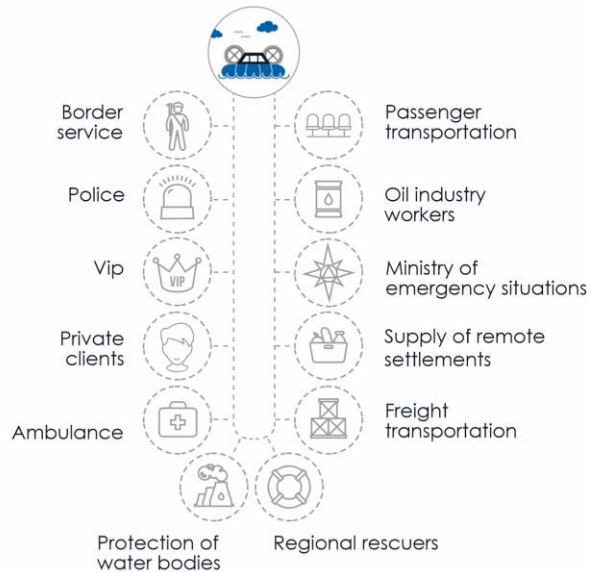 Border
service
Passenger
transportation
Police
Oil industry
workers
Vip
VIP
Ministry of
emergency situations
Private
clients
Supply of remote
settlements
Ambulance
Freight
transportation
Protection of
water bodies
Regional rescuers